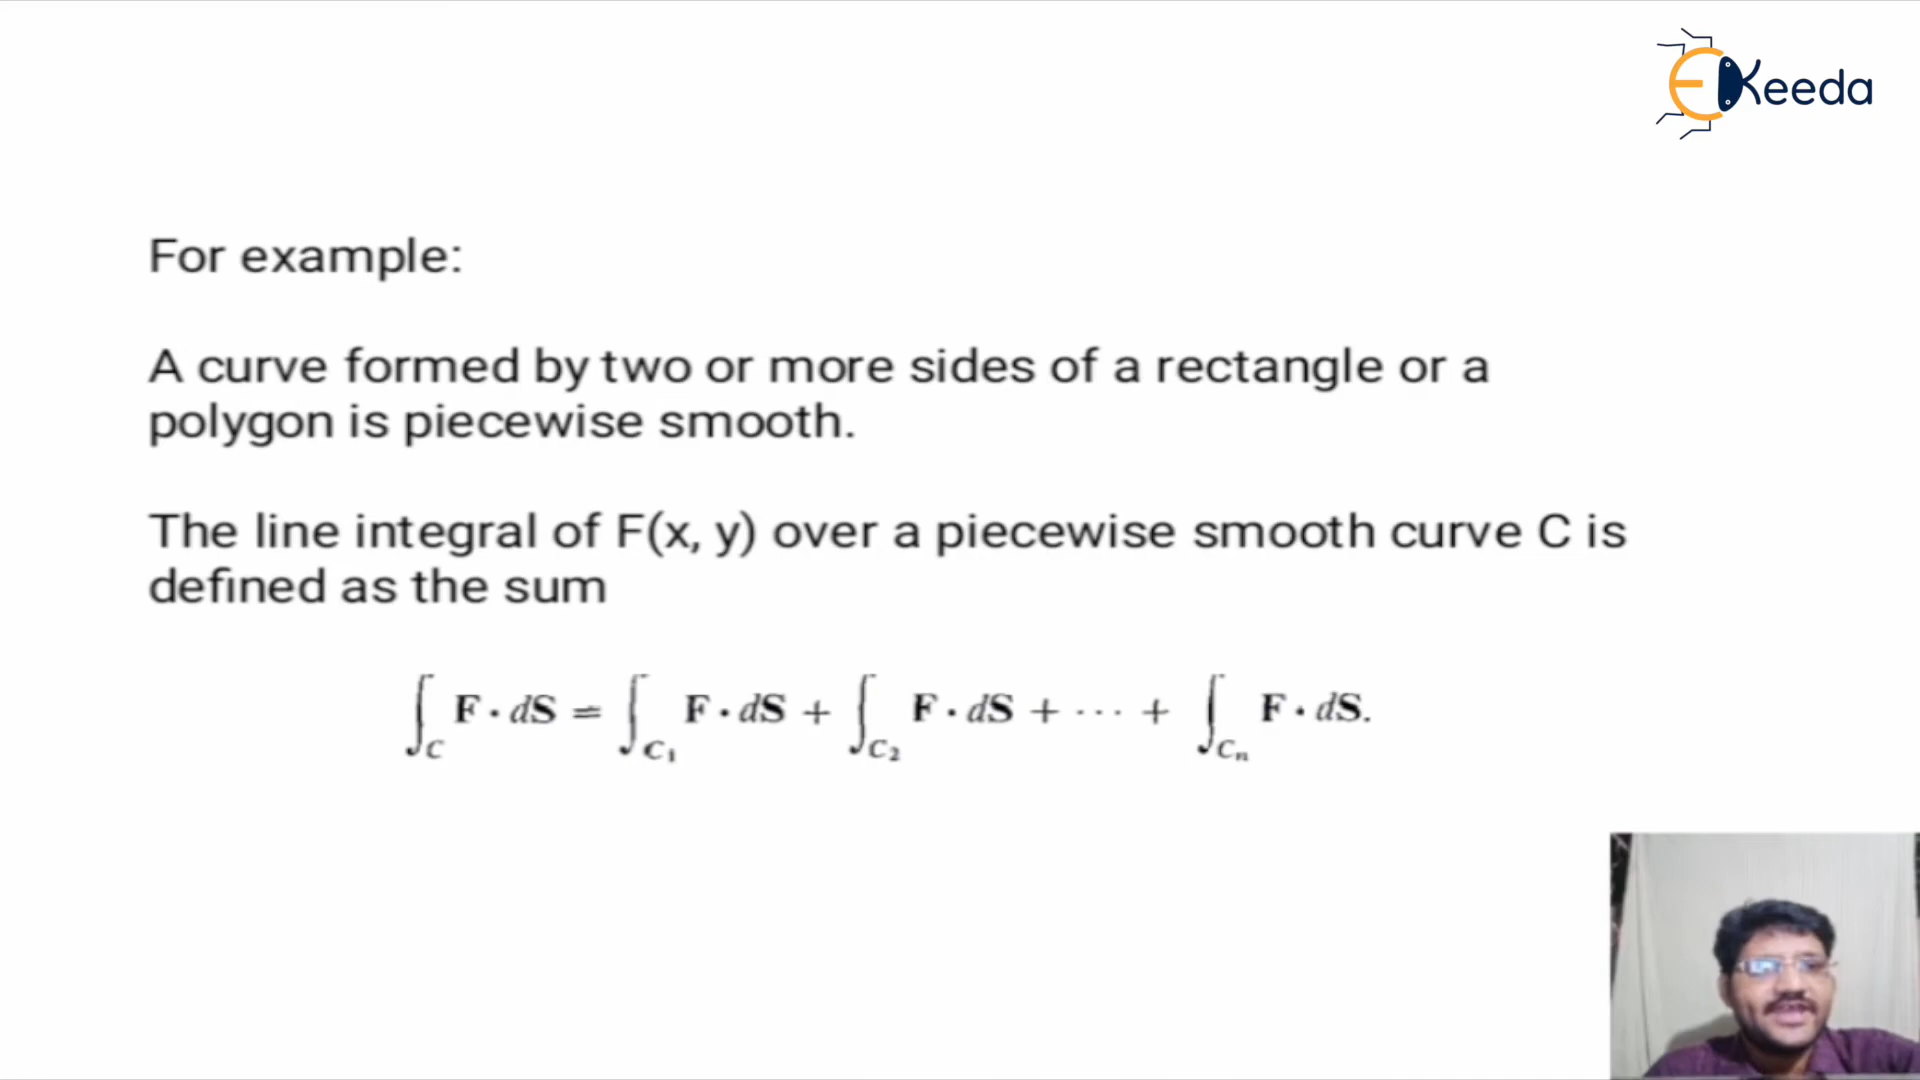 EKeeda
For example:
A curve formed by two or more sides of a rectangle or a
polygon is piecewise smooth.
The line integral of F(x, y) over a piecewise smooth curve C is
defined as the sum
∫_C F · dS = ∫_C₁ F · dS + ∫_C₂ F · dS + ··· + ∫_Cₙ F · dS.